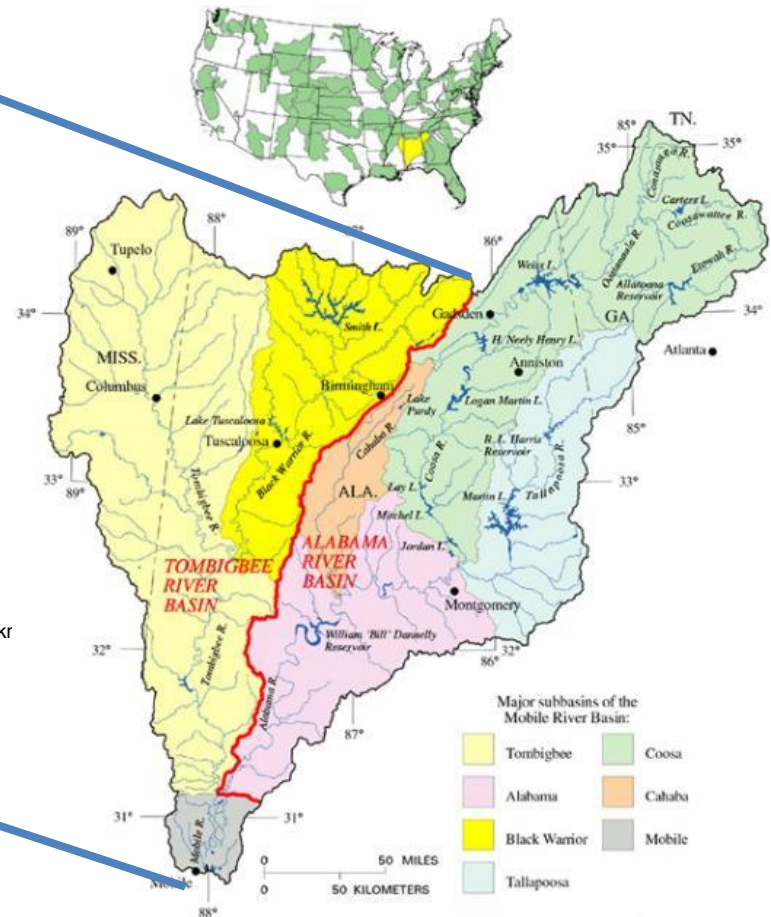 TN.
85°
35°
35°
Conasauga R.
Carters L.
Coosawattee R.
Oostanaula R.
Etowah R.
89°
88°
86°
Tupelo
Weiss L.
Allatoona
Reservoir
34°
Smith L.
Gadsden
GA.
34°
H. Neely Henry L.
MISS.
Atlanta
Columbus
Birmingham
Anniston
Lake
Purdy
Logan Martin L.
Lake Tuscaloosa
Tuscaloosa
Cahaba R.
85°
Black Warrior R.
Coosa R.
R. L. Harris
Reservoir
Tallapoosa R.
33°
89°
Tombigbee R.
ALA.
Lay L.
Martin L.
33°
Mitchel L.
TOMBIGBEE
RIVER
BASIN
ALABAMA
RIVER
BASIN
Jordan L.
Montgomery
kr
32°
Tombigbee R.
William 'Bill' Dannelly
Reservoir
86°
32°
Alabama R.
87°
Major subbasins of the
Mobile River Basin:
Tombigbee
Coosa
Alabama
Cahaba
Black Warrior
Mobile
Tallapoosa
31°
31°
Mobile R.
Mobile
88°
0
50 MILES
0
50 KILOMETERS